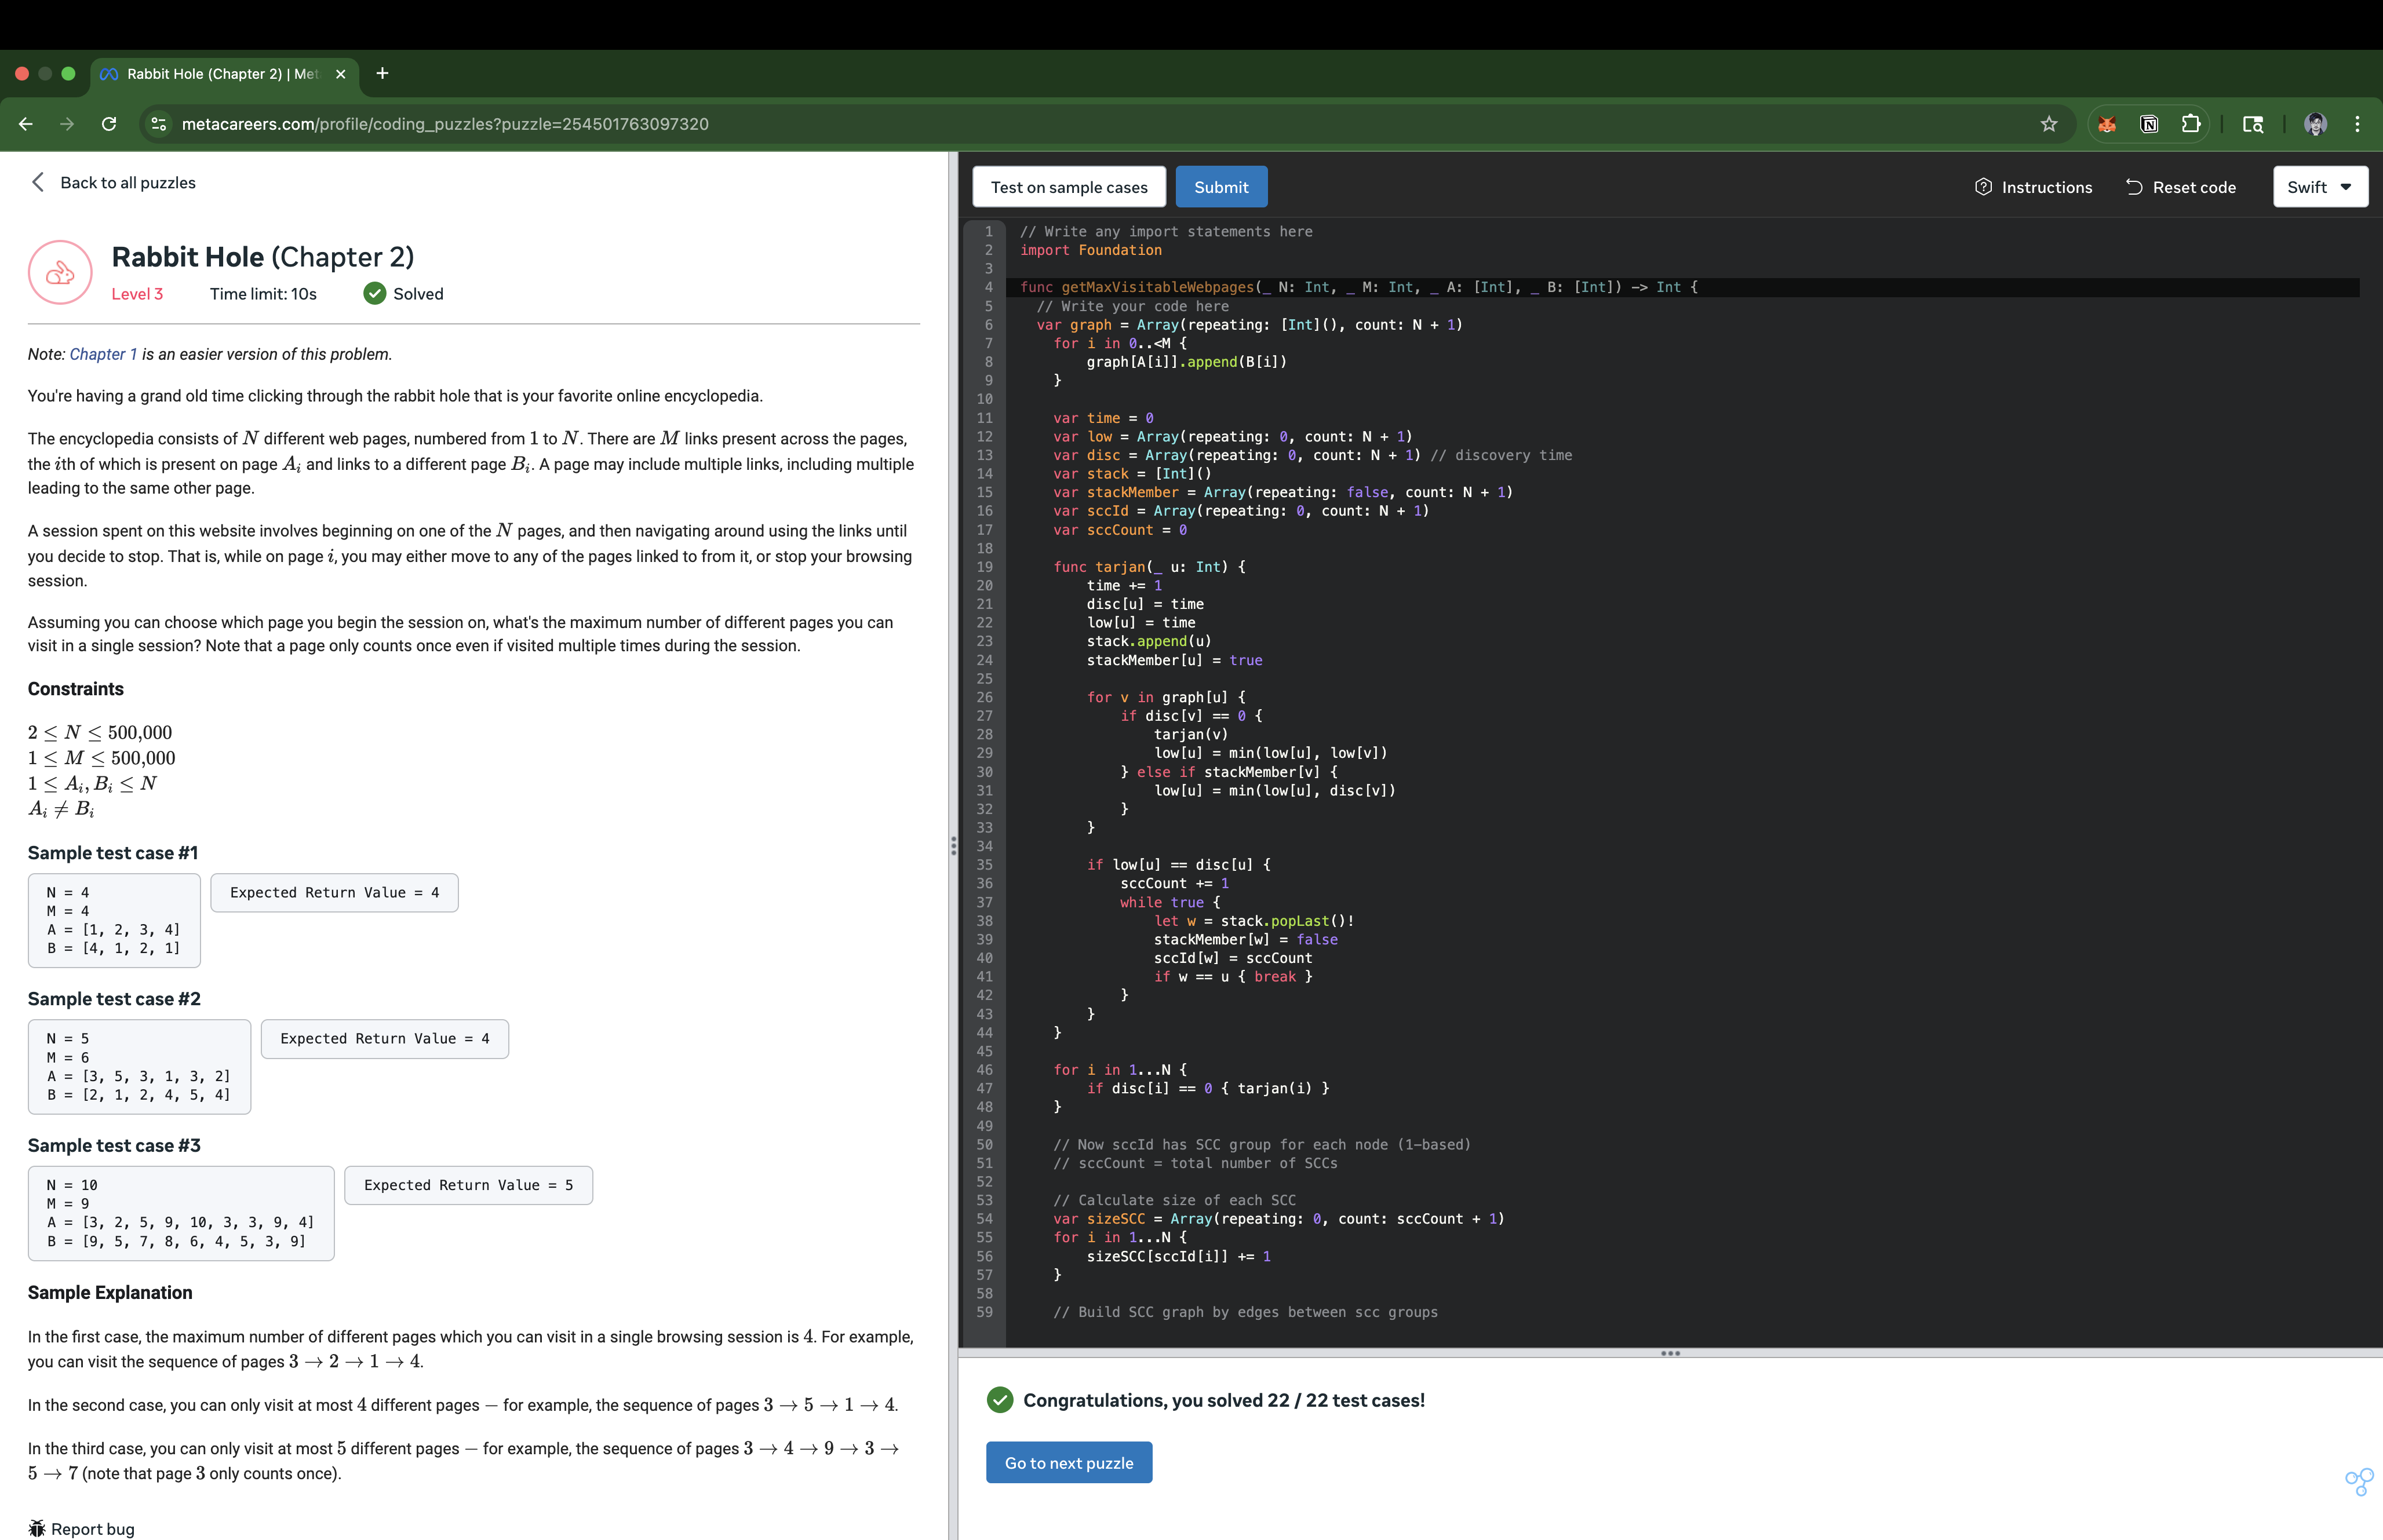 Rabbit Hole (Chapter 2) | Met
metacareers.com/profile/coding_puzzles?puzzle=254501763097320
Back to all puzzles
Rabbit Hole (Chapter 2)
Level 3 Time limit: 10s Solved
Note: Chapter 1 is an easier version of this problem.
You're having a grand old time clicking through the rabbit hole that is your favorite online encyclopedia.
The encyclopedia consists of N different web pages, numbered from 1 to N. There are M links present across the pages,
the ith of which is present on page Aᵢ and links to a different page Bᵢ. A page may include multiple links, including multiple
leading to the same other page.
A session spent on this website involves beginning on one of the N pages, and then navigating around using the links until
you decide to stop. That is, while on page i, you may either move to any of the pages linked to from it, or stop your browsing
session.
Assuming you can choose which page you begin the session on, what's the maximum number of different pages you can
visit in a single session? Note that a page only counts once even if visited multiple times during the session.
Constraints
2 ≤ N ≤ 500,000
1 ≤ M ≤ 500,000
1 ≤ Aᵢ, Bᵢ ≤ N
Aᵢ ≠ Bᵢ
Sample test case #1
N = 4
M = 4
A = [1, 2, 3, 4]
B = [4, 1, 2, 1]
Expected Return Value = 4
Sample test case #2
N = 5
M = 6
A = [3, 5, 3, 1, 3, 2]
B = [2, 1, 2, 4, 5, 4]
Expected Return Value = 4
Sample test case #3
N = 10
M = 9
A = [3, 2, 5, 9, 10, 3, 3, 9, 4]
B = [9, 5, 7, 8, 6, 4, 5, 3, 9]
Expected Return Value = 5
Sample Explanation
In the first case, the maximum number of different pages which you can visit in a single browsing session is 4. For example,
you can visit the sequence of pages 3 → 2 → 1 → 4.
In the second case, you can only visit at most 4 different pages — for example, the sequence of pages 3 → 5 → 1 → 4.
In the third case, you can only visit at most 5 different pages — for example, the sequence of pages 3 → 4 → 9 → 3 →
5 → 7 (note that page 3 only counts once).
Report bug
Test on sample cases Submit Instructions Reset code Swift
1 // Write any import statements here
2 import Foundation
3
4 func getMaxVisitableWebpages(_ N: Int, _ M: Int, _ A: [Int], _ B: [Int]) -> Int {
5   // Write your code here
6   var graph = Array(repeating: [Int](), count: N + 1)
7     for i in 0..<M {
8         graph[A[i]].append(B[i])
9     }
10
11     var time = 0
12     var low = Array(repeating: 0, count: N + 1)
13     var disc = Array(repeating: 0, count: N + 1) // discovery time
14     var stack = [Int]()
15     var stackMember = Array(repeating: false, count: N + 1)
16     var sccId = Array(repeating: 0, count: N + 1)
17     var sccCount = 0
18
19     func tarjan(_ u: Int) {
20         time += 1
21         disc[u] = time
22         low[u] = time
23         stack.append(u)
24         stackMember[u] = true
25
26         for v in graph[u] {
27             if disc[v] == 0 {
28                 tarjan(v)
29                 low[u] = min(low[u], low[v])
30             } else if stackMember[v] {
31                 low[u] = min(low[u], disc[v])
32             }
33         }
34
35         if low[u] == disc[u] {
36             sccCount += 1
37             while true {
38                 let w = stack.popLast()!
39                 stackMember[w] = false
40                 sccId[w] = sccCount
41                 if w == u { break }
42             }
43         }
44     }
45
46     for i in 1...N {
47         if disc[i] == 0 { tarjan(i) }
48     }
49
50     // Now sccId has SCC group for each node (1-based)
51     // sccCount = total number of SCCs
52
53     // Calculate size of each SCC
54     var sizeSCC = Array(repeating: 0, count: sccCount + 1)
55     for i in 1...N {
56         sizeSCC[sccId[i]] += 1
57     }
58
59     // Build SCC graph by edges between scc groups
Congratulations, you solved 22 / 22 test cases!
Go to next puzzle